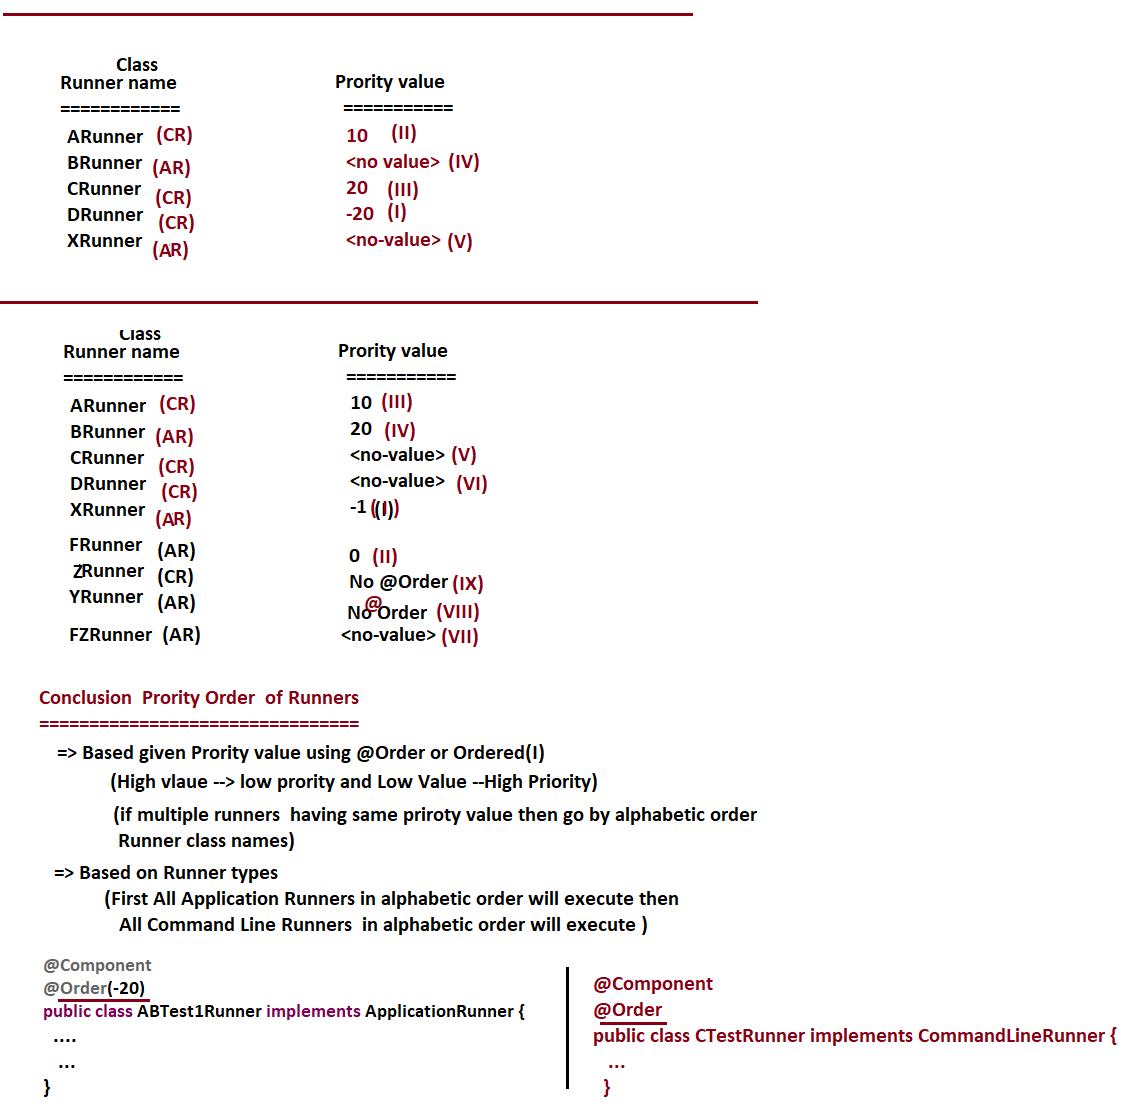 Class
Runner name Prority value
============ ===========
ARunner (CR) 10 (II)
BRunner (AR) <no value> (IV)
CRunner (CR) 20 (III)
DRunner (CR) -20 (I)
XRunner (AR) <no-value> (V)
Class
Runner name Prority value
============ ===========
ARunner (CR) 10 (III)
BRunner (AR) 20 (IV)
CRunner (CR) <no-value> (V)
DRunner (CR) <no-value> (VI)
XRunner (AR) -1 (I)
FRunner (AR) 0 (II)
ZRunner (CR) No @Order (IX)
YRunner (AR) No @Order (VIII)
FZRunner (AR) <no-value> (VII)
Conclusion Prority Order of Runners
================================
=> Based given Prority value using @Order or Ordered(I)
(High vlaue --> low prority and Low Value --High Priority)
(if multiple runners having same priroty value then go by alphabetic order
Runner class names)
=> Based on Runner types
(First All Application Runners in alphabetic order will execute then
All Command Line Runners in alphabetic order will execute )
@Component
@Order(-20)
public class ABTest1Runner implements ApplicationRunner {
....
...
}
@Component
@Order
public class CTestRunner implements CommandLineRunner {
...
}